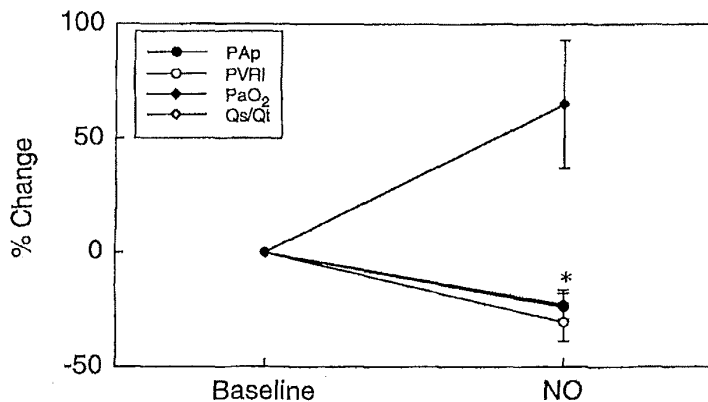 100
50
0
-50
% Change
PAp
PVRI
PaO2
Qs/Qt
*
Baseline
NO